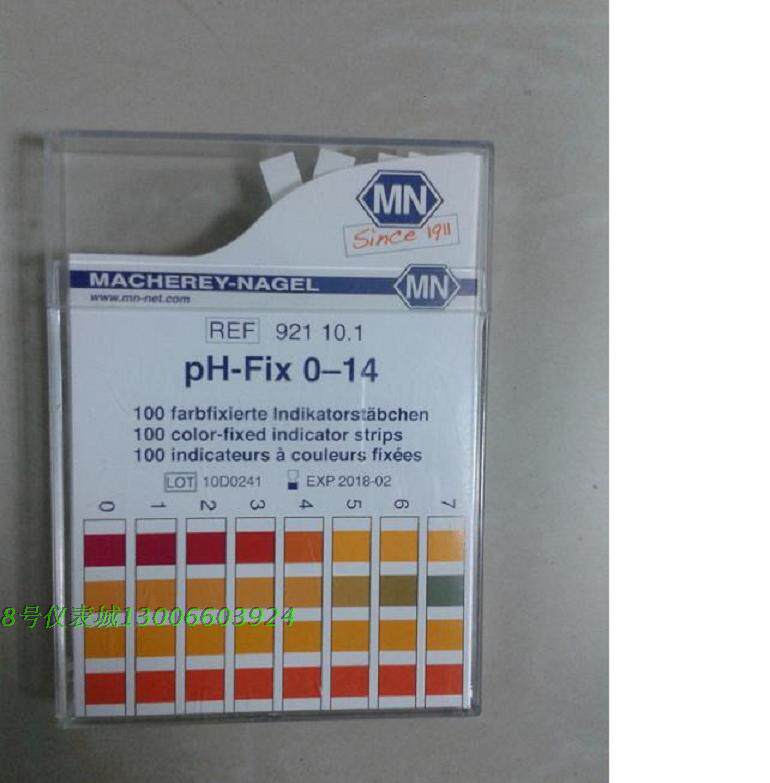 MN
Since 1911
MACHEREY-NAGEL
MN
www.mn-net.com
REF 921 10.1
pH-Fix 0–14
100 farbfixierte Indikatorstäbchen
100 color-fixed indicator strips
100 indicateurs à couleurs fixées
LOT 10D0241 EXP 2018-02
0 1 2 3 4 5 6 7
8号仪表城13006603924